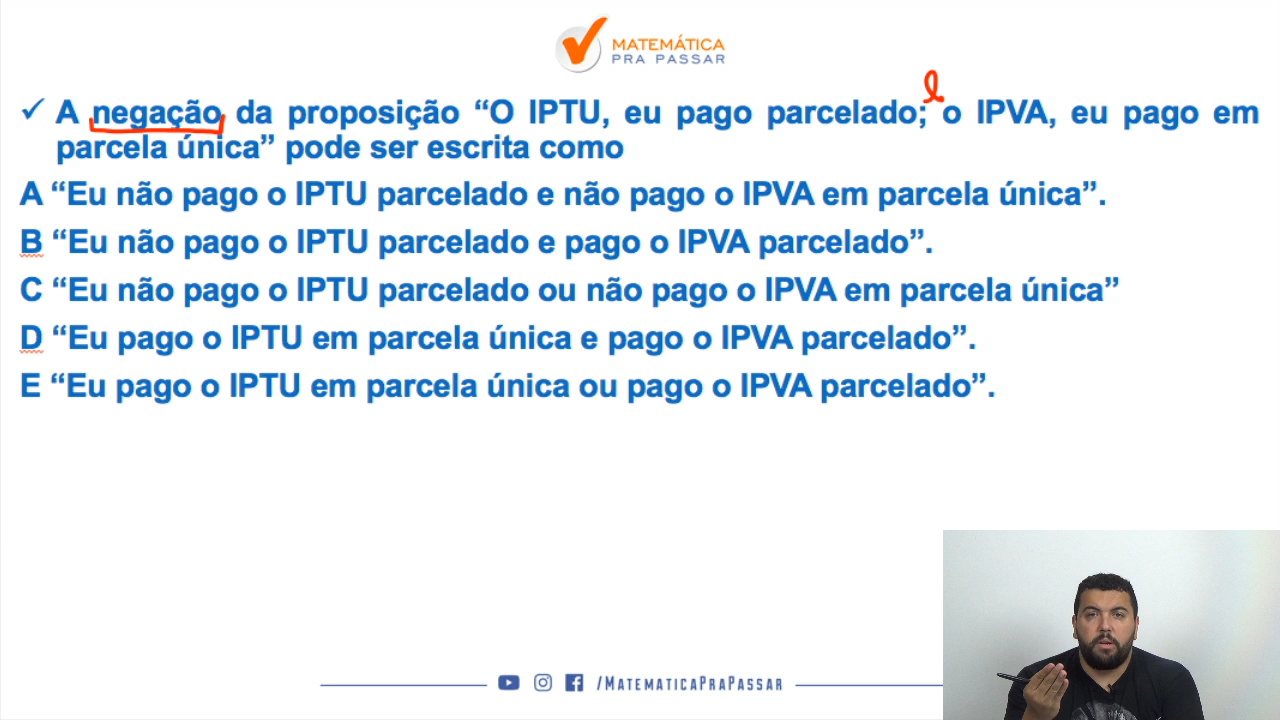 MATEMÁTICA
PRA PASSAR
✓ A negação da proposição “O IPTU, eu pago parcelado; e o IPVA, eu pago em
parcela única” pode ser escrita como
A “Eu não pago o IPTU parcelado e não pago o IPVA em parcela única”.
B “Eu não pago o IPTU parcelado e pago o IPVA parcelado”.
C “Eu não pago o IPTU parcelado ou não pago o IPVA em parcela única”
D “Eu pago o IPTU em parcela única e pago o IPVA parcelado”.
E “Eu pago o IPTU em parcela única ou pago o IPVA parcelado”.
/MATEMATICAPRAPASSAR